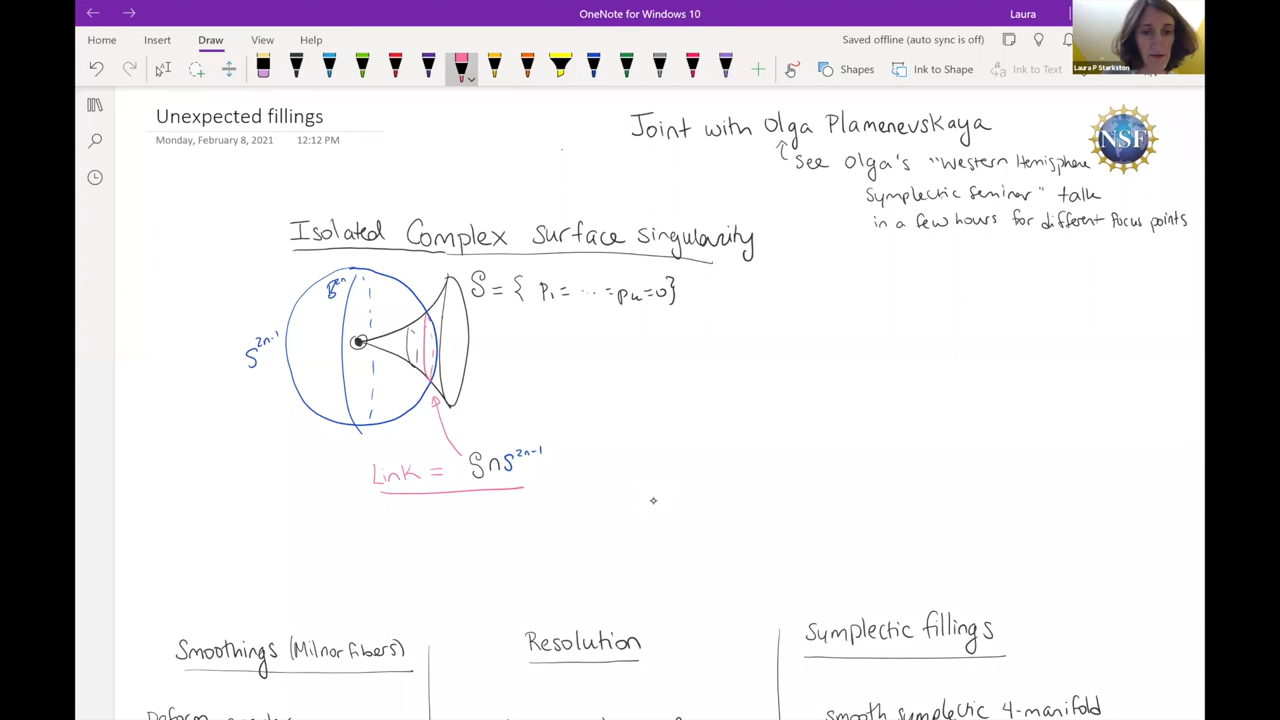 OneNote for Windows 10
Laura
Home Insert Draw View Help
Saved offline (auto sync is off)
Shapes Ink to Shape Ink to Text
Laura P Starkston
Unexpected fillings
Monday, February 8, 2021 12:12 PM
Joint with Olga Plamenevskaya
NSF
See Olga's "Western Hemisphere
Symplectic Seminar" talk
in a few hours for different focus points
Isolated Complex Surface singularity
B²ⁿ
S = { p₁ = ... = pₖ = 0 }
S²ⁿ⁻¹
Link = S ∩ S²ⁿ⁻¹
Smoothings (Milnor fibers)
Resolution
Symplectic fillings
smooth symplectic 4-manifold